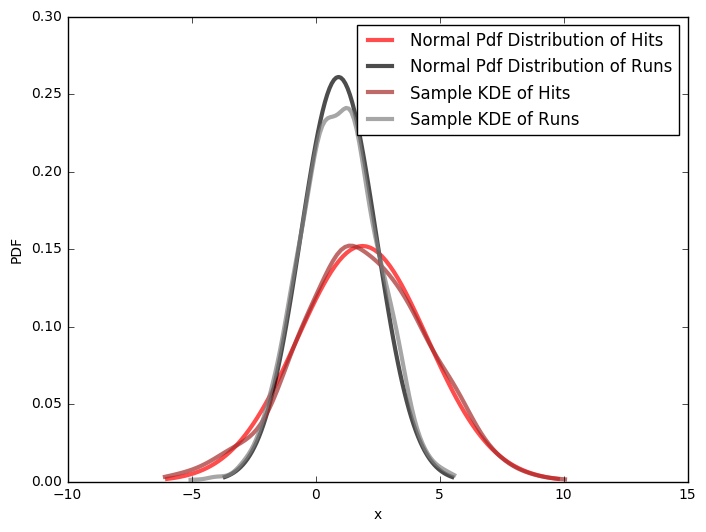 0.30
0.25
0.20
0.15
0.10
0.05
0.00
PDF
−10
−5
0
5
10
15
x
Normal Pdf Distribution of Hits
Normal Pdf Distribution of Runs
Sample KDE of Hits
Sample KDE of Runs